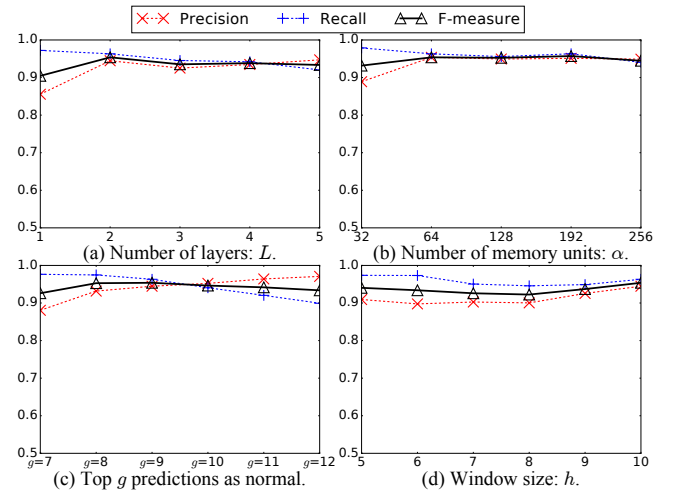 Precision Recall F-measure
1.0
0.9
0.8
0.7
0.6
0.5
1 2 3 4 5
(a) Number of layers: L.
1.0
0.9
0.8
0.7
0.6
0.5
32 64 128 192 256
(b) Number of memory units: α.
1.0
0.9
0.8
0.7
0.6
0.5
g=7 g=8 g=9 g=10 g=11 g=12
(c) Top g predictions as normal.
1.0
0.9
0.8
0.7
0.6
0.5
5 6 7 8 9 10
(d) Window size: h.